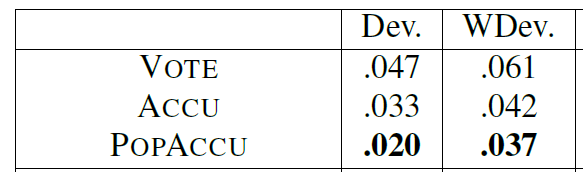 Dev. WDev.
VOTE .047 .061
ACCU .033 .042
POPACCU .020 .037